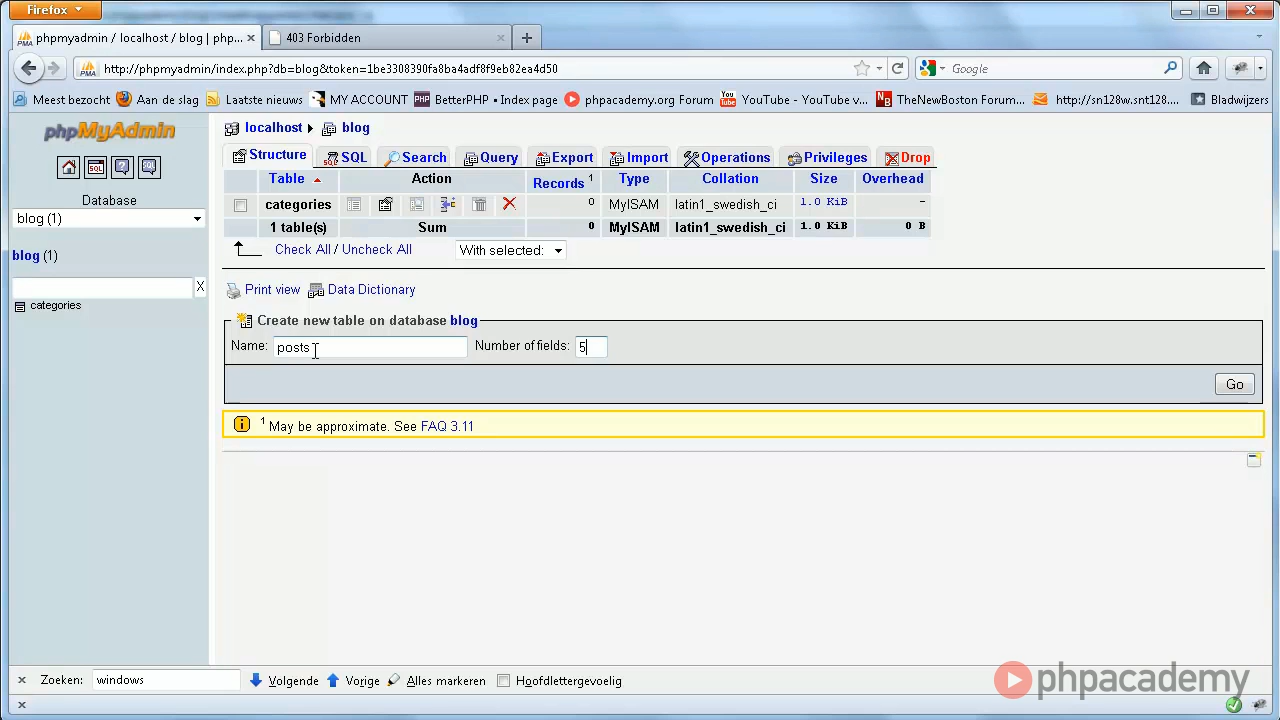 Firefox
phpmyadmin / localhost / blog | php...
403 Forbidden
http://phpmyadmin/index.php?db=blog&token=1be3308390fa8ba4adf8f9eb82ea4d50
Google
Meest bezocht
Aan de slag
Laatste nieuws
MY ACCOUNT
BetterPHP • Index page
phpacademy.org Forum
YouTube - YouTube v...
TheNewBoston Forum...
http://sn128w.snt128....
Bladwijzers
phpMyAdmin
localhost
blog
Structure
SQL
Search
Query
Export
Import
Operations
Privileges
Drop
Table Action Records 1 Type Collation Size Overhead
categories 0 MyISAM latin1_swedish_ci 1.0 KiB -
1 table(s) Sum 0 MyISAM latin1_swedish_ci 1.0 KiB 0 B
Check All / Uncheck All
With selected:
Database
blog (1)
blog (1)
X
categories
Print view
Data Dictionary
Create new table on database blog
Name: posts
Number of fields: 5
Go
1 May be approximate. See FAQ 3.11
Zoeken: windows
Volgende
Vorige
Alles markeren
Hoofdlettergevoelig
phpacademy